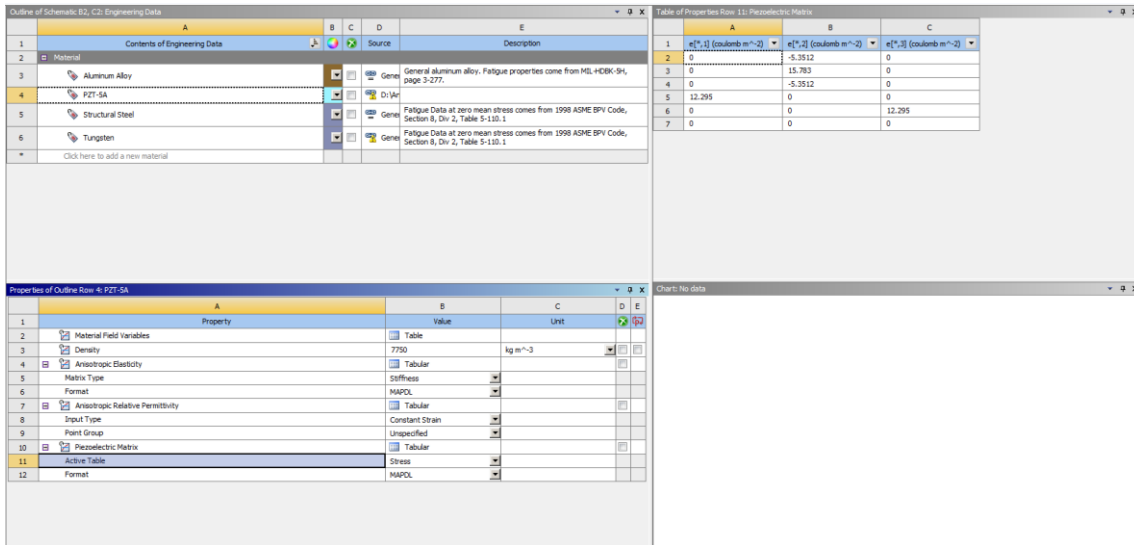 Outline of Schematic B2, C2: Engineering Data
A B C D E
1 Contents of Engineering Data Source Description
2 Material
3 Aluminum Alloy Gene General aluminum alloy. Fatigue properties come from MIL-HDBK-5H, page 3-277.
4 PZT-5A D:\An
5 Structural Steel Gene Fatigue Data at zero mean stress comes from 1998 ASME BPV Code, Section 8, Div 2, Table 5-110.1
6 Tungsten Gene Fatigue Data at zero mean stress comes from 1998 ASME BPV Code, Section 8, Div 2, Table 5-110.1
* Click here to add a new material
Table of Properties Row 11: Piezoelectric Matrix
A B C
1 e[*,1] (coulomb m^-2) e[*,2] (coulomb m^-2) e[*,3] (coulomb m^-2)
2 0 -5.3512 0
3 0 15.783 0
4 0 -5.3512 0
5 12.295 0 0
6 0 0 12.295
7 0 0 0
Properties of Outline Row 4: PZT-5A
A B C D E
1 Property Value Unit
2 Material Field Variables Table
3 Density 7750 kg m^-3
4 Anisotropic Elasticity Tabular
5 Matrix Type Stiffness
6 Format MAPDL
7 Anisotropic Relative Permittivity Tabular
8 Input Type Constant Strain
9 Point Group Unspecified
10 Piezoelectric Matrix Tabular
11 Active Table Stress
12 Format MAPDL
Chart: No data